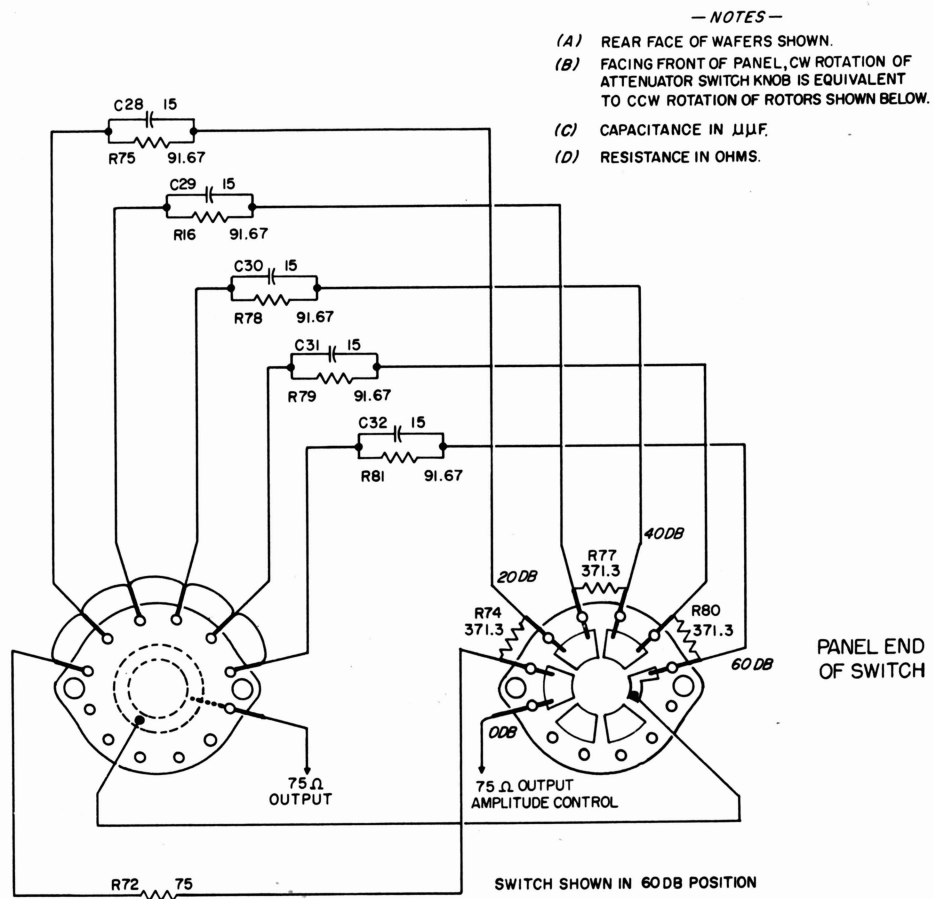 — NOTES —
(A) REAR FACE OF WAFERS SHOWN.
(B) FACING FRONT OF PANEL, CW ROTATION OF
ATTENUATOR SWITCH KNOB IS EQUIVALENT
TO CCW ROTATION OF ROTORS SHOWN BELOW.
(C) CAPACITANCE IN µµF.
(D) RESISTANCE IN OHMS.
C28 15
R75 91.67
C29 15
R16 91.67
C30 15
R78 91.67
C31 15
R79 91.67
C32 15
R81 91.67
40DB
R77
371.3
20DB
R74
371.3
R80
371.3
60DB
PANEL END
OF SWITCH
0DB
75Ω
OUTPUT
75Ω OUTPUT
AMPLITUDE CONTROL
R72 75
SWITCH SHOWN IN 60DB POSITION